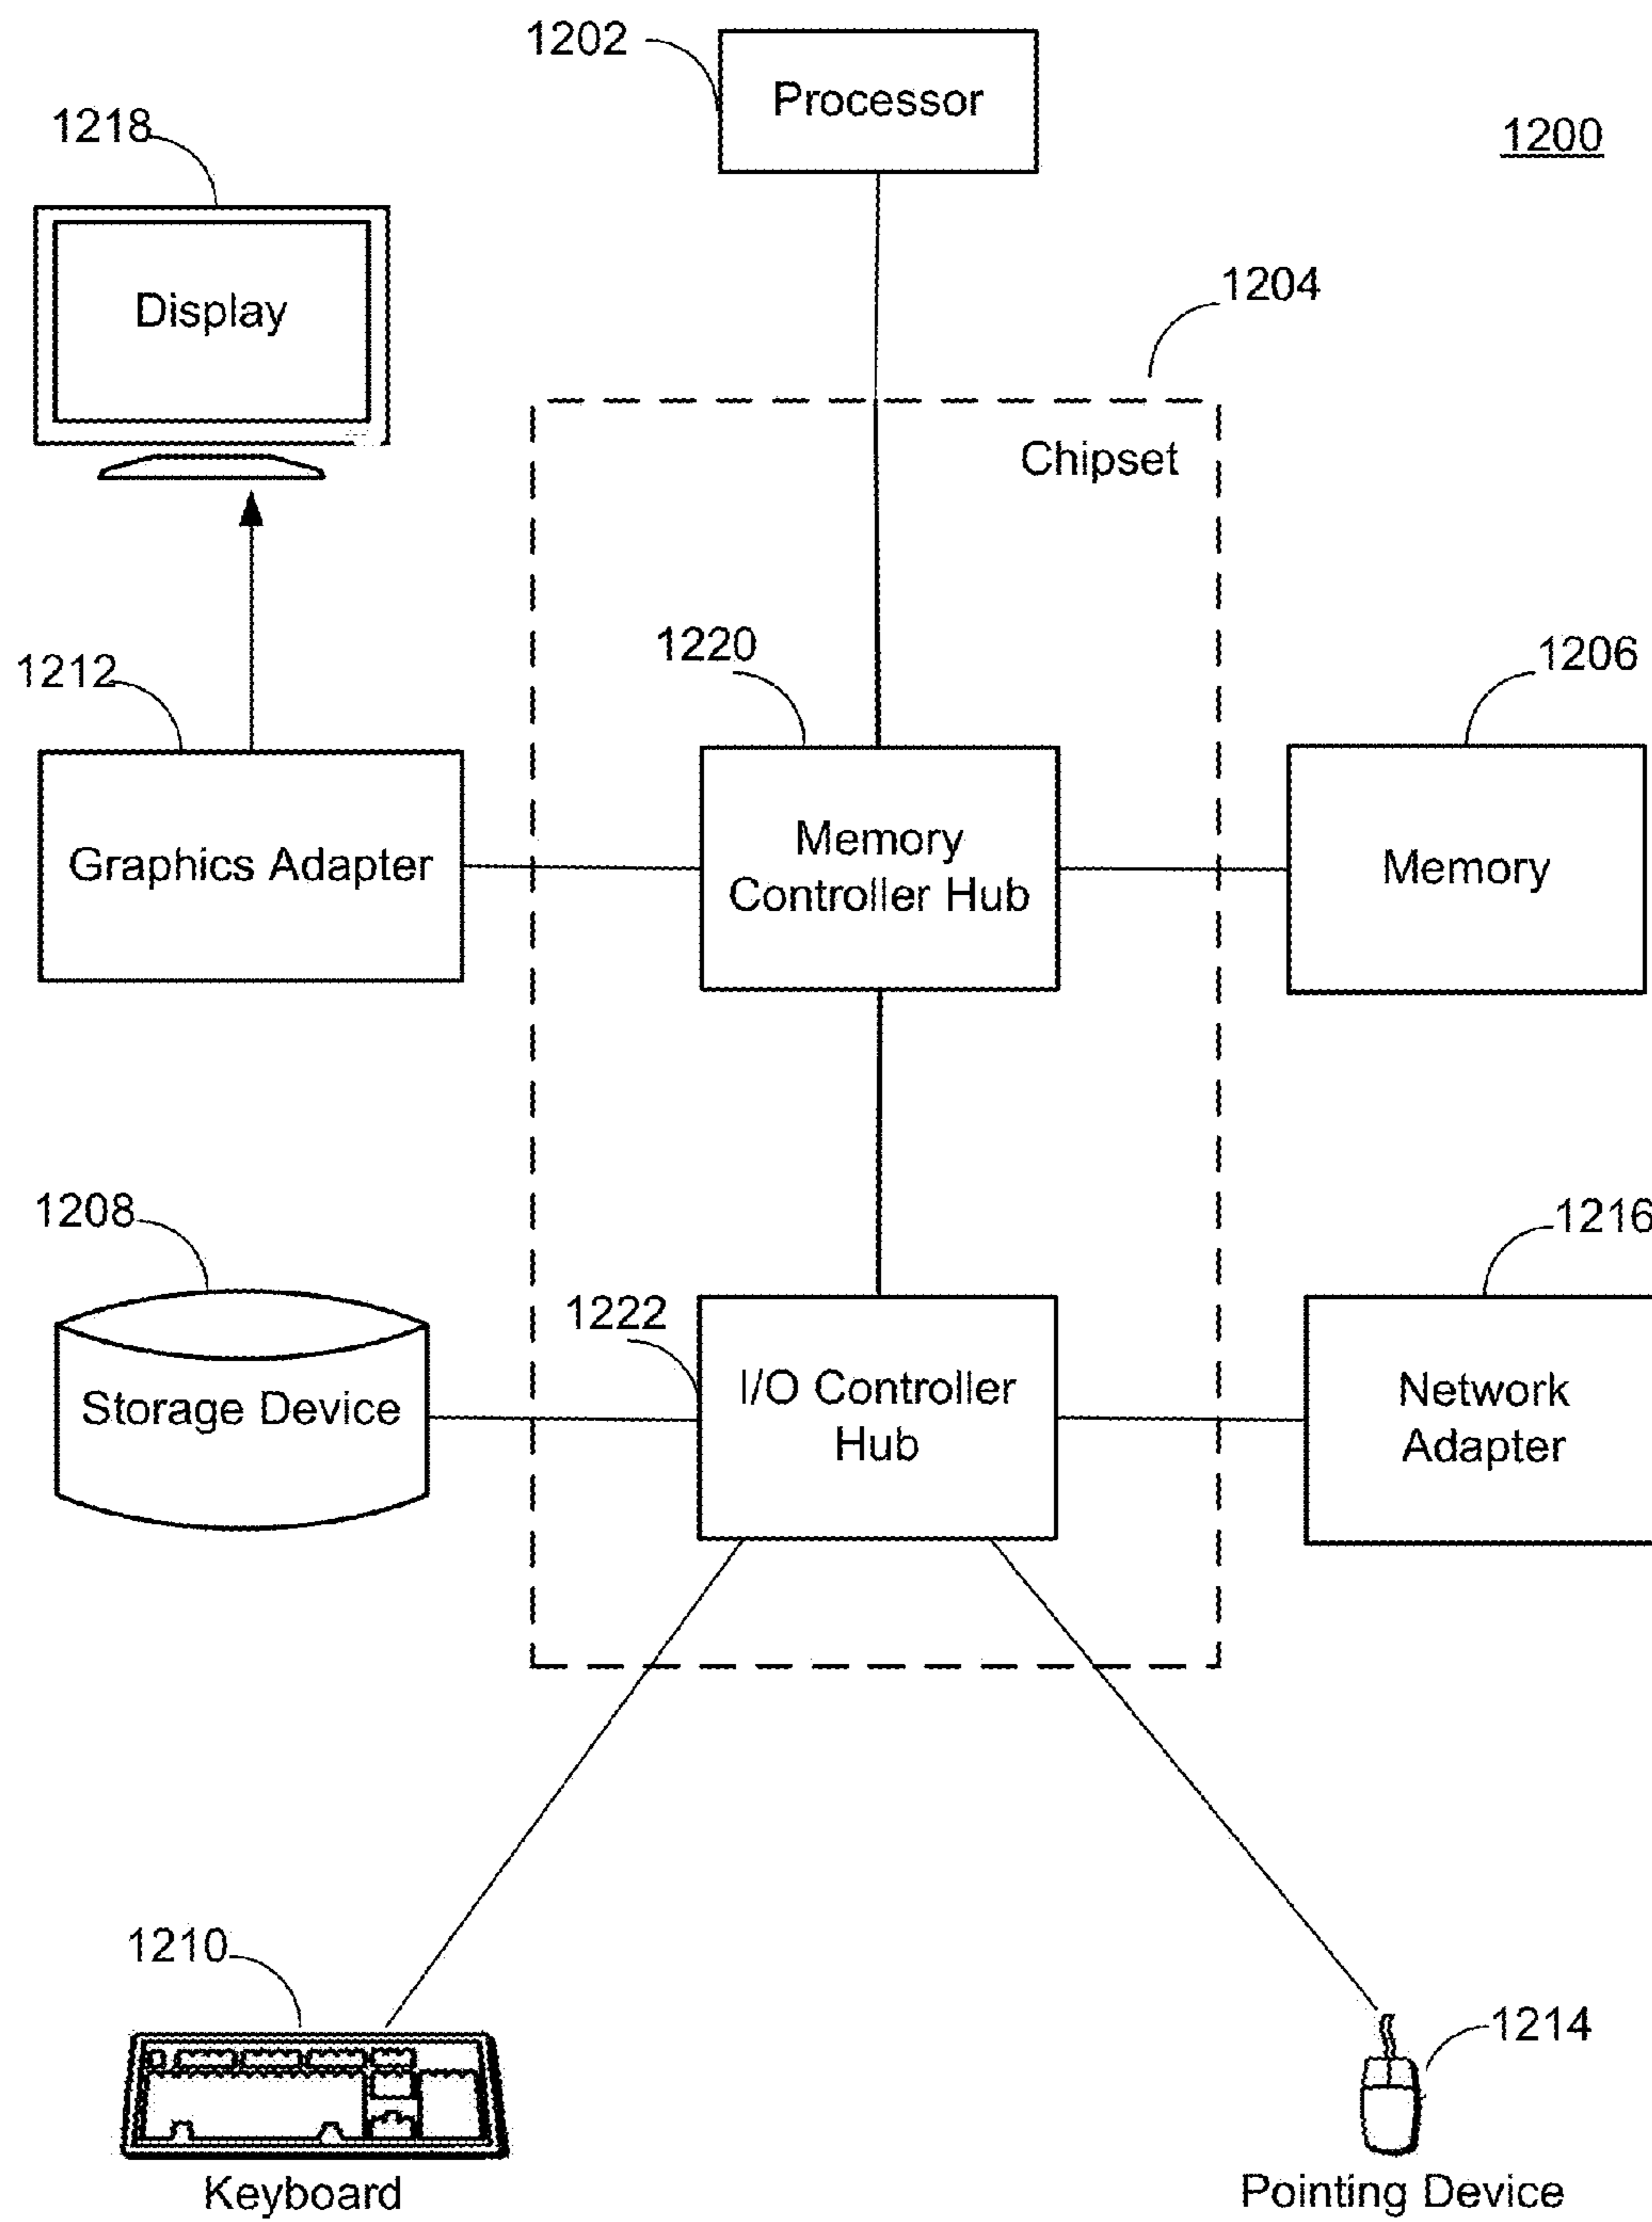 1202
Processor
1200
1218
Display
1204
Chipset
1220
1206
1212
Memory
Controller Hub
Graphics Adapter
Memory
1208
1216
1222
Storage Device
I/O Controller
Hub
Network
Adapter
1210
1214
Keyboard
Pointing Device